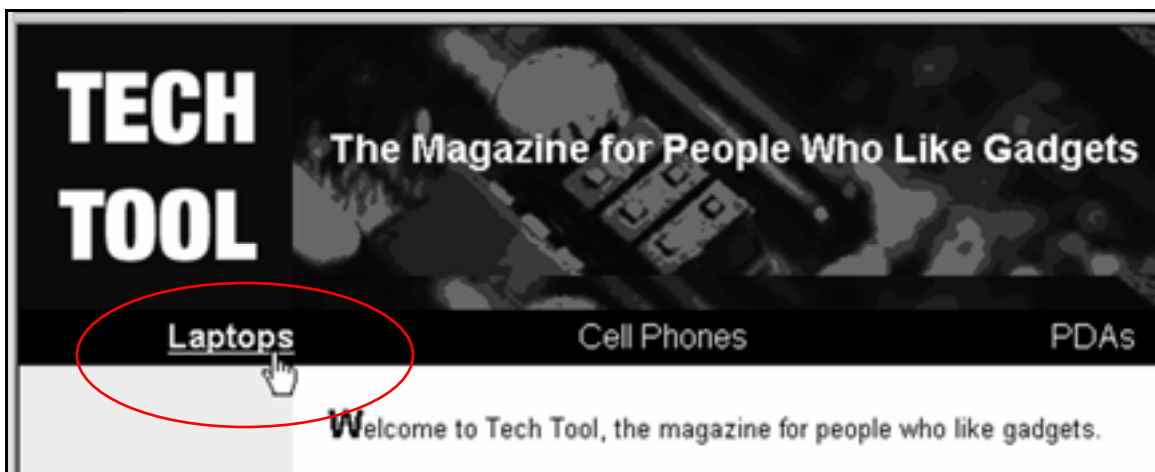 TECH
TOOL
The Magazine for People Who Like Gadgets
Laptops Cell Phones PDAs
Welcome to Tech Tool, the magazine for people who like gadgets.